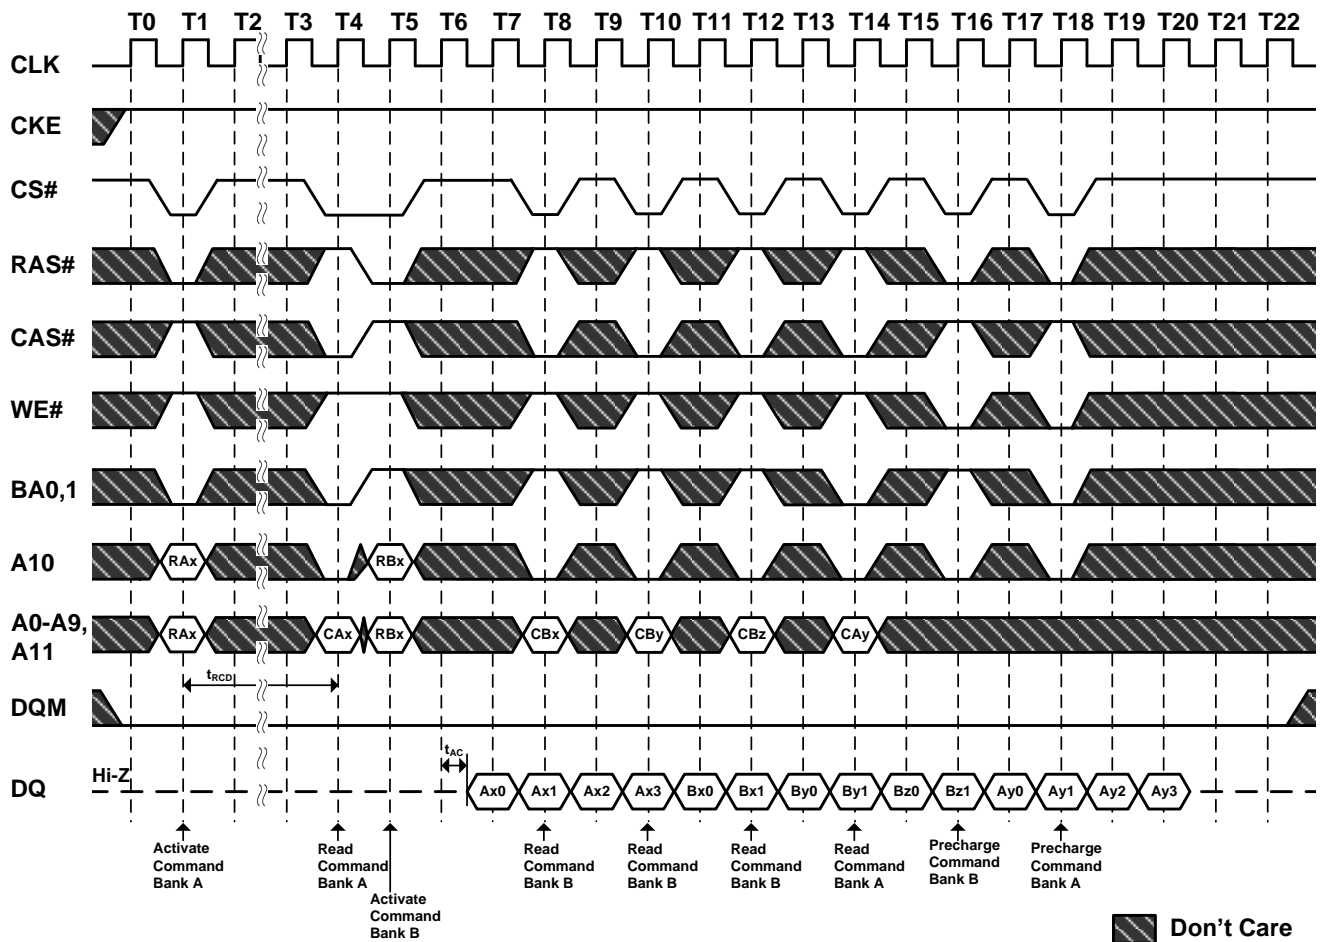 T0 T1 T2 T3 T4 T5 T6 T7 T8 T9 T10 T11 T12 T13 T14 T15 T16 T17 T18 T19 T20 T21 T22
CLK
CKE
CS#
RAS#
CAS#
WE#
BA0,1
A10
RAx RBx
A0-A9,
A11
RAx CAx RBx CBx CBy CBz CAy
tRCD
DQM
tAC
Hi-Z
DQ
Ax0 Ax1 Ax2 Ax3 Bx0 Bx1 By0 By1 Bz0 Bz1 Ay0 Ay1 Ay2 Ay3
Activate
Command
Bank A
Read
Command
Bank A
Activate
Command
Bank B
Read
Command
Bank B
Read
Command
Bank B
Read
Command
Bank B
Read
Command
Bank A
Precharge
Command
Bank B
Precharge
Command
Bank A
Don't Care